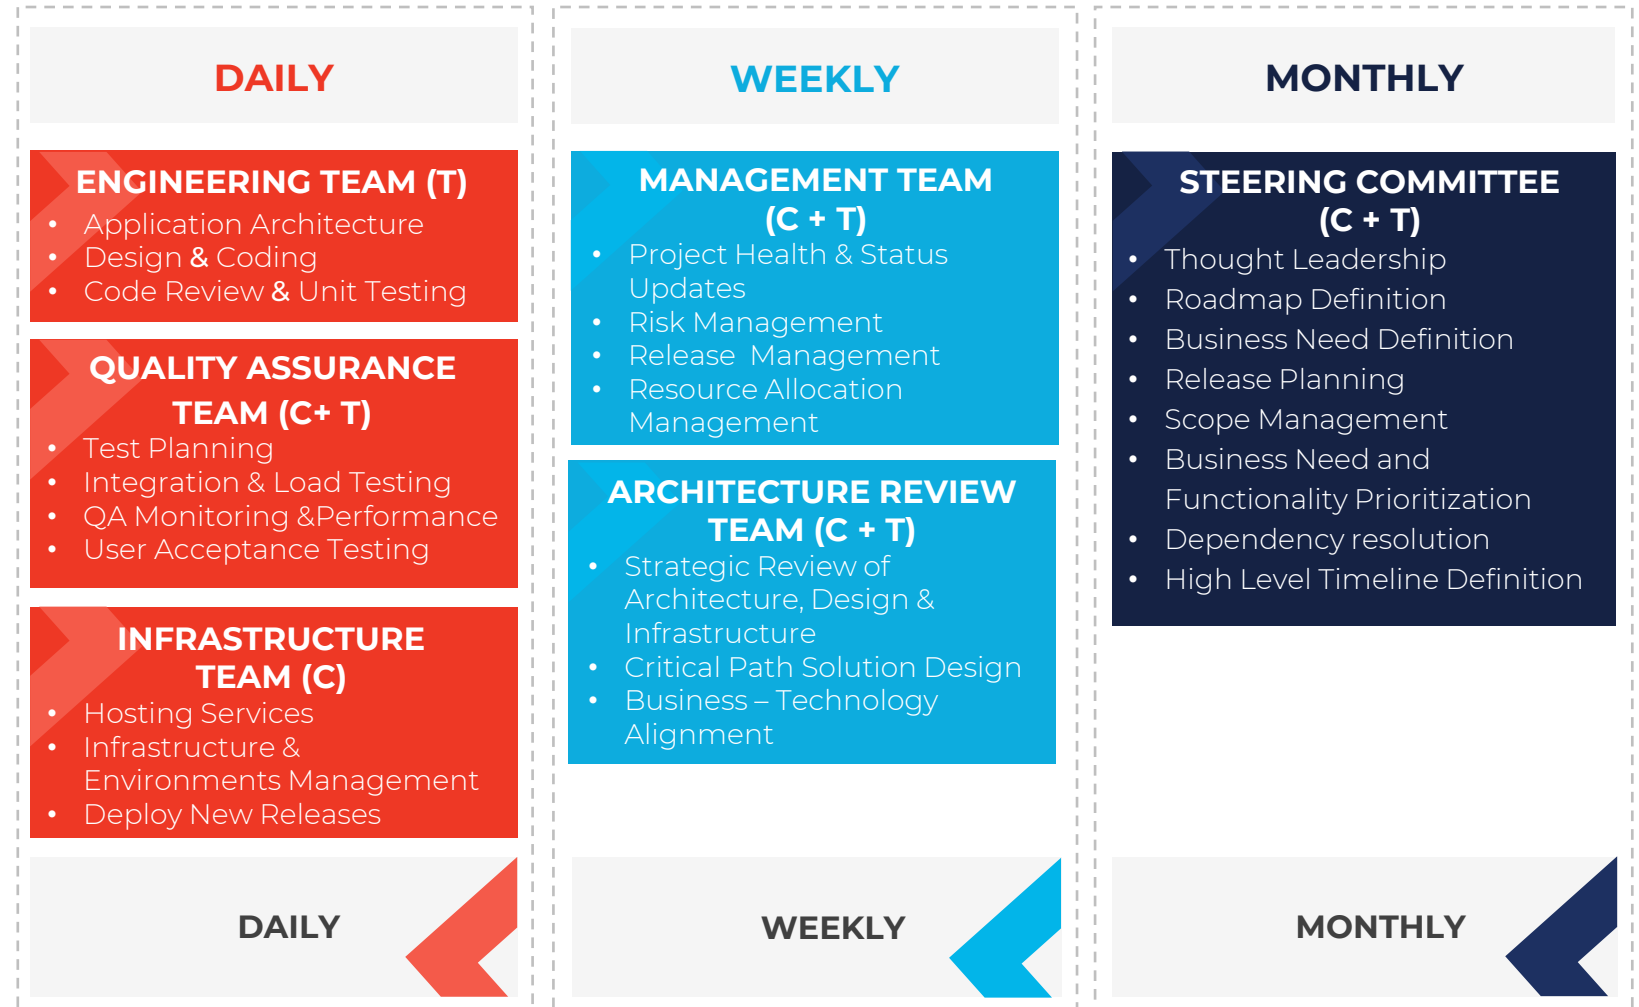 DAILY
ENGINEERING TEAM (T)
• Application Architecture
• Design & Coding
• Code Review & Unit Testing
QUALITY ASSURANCE
TEAM (C+ T)
• Test Planning
• Integration & Load Testing
• QA Monitoring &Performance
• User Acceptance Testing
INFRASTRUCTURE
TEAM (C)
• Hosting Services
• Infrastructure &
Environments Management
• Deploy New Releases
DAILY
WEEKLY
MANAGEMENT TEAM
(C + T)
• Project Health & Status
Updates
• Risk Management
• Release  Management
• Resource Allocation
Management
ARCHITECTURE REVIEW
TEAM (C + T)
• Strategic Review of
Architecture, Design &
Infrastructure
• Critical Path Solution Design
• Business – Technology
Alignment
WEEKLY
MONTHLY
STEERING COMMITTEE
(C + T)
• Thought Leadership
• Roadmap Definition
• Business Need Definition
• Release Planning
• Scope Management
• Business Need and
Functionality Prioritization
• Dependency resolution
• High Level Timeline Definition
MONTHLY